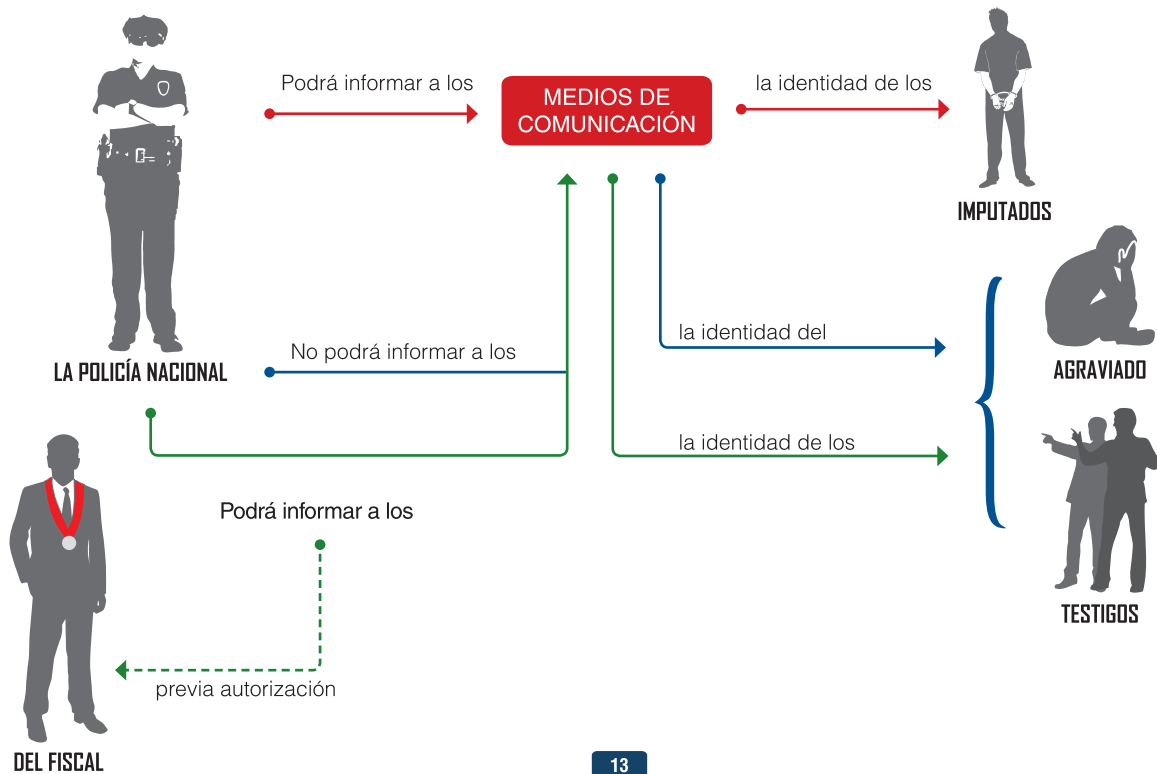 Podrá informar a los
MEDIOS DE
COMUNICACIÓN
la identidad de los
IMPUTADOS
LA POLICÍA NACIONAL
No podrá informar a los
la identidad del
AGRAVIADO
la identidad de los
TESTIGOS
Podrá informar a los
previa autorización
DEL FISCAL
13